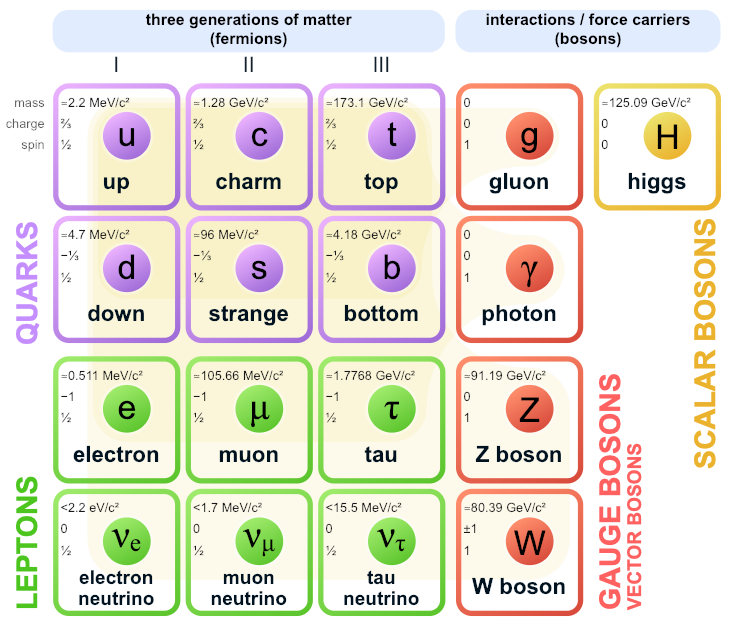 three generations of matter
(fermions)
interactions / force carriers
(bosons)
I
II
III
mass
charge
spin
≃2.2 MeV/c²
⅔
½
u
up
≃1.28 GeV/c²
⅔
½
c
charm
≃173.1 GeV/c²
⅔
½
t
top
0
0
1
g
gluon
≃125.09 GeV/c²
0
0
H
higgs
QUARKS
≃4.7 MeV/c²
−⅓
½
d
down
≃96 MeV/c²
−⅓
½
s
strange
≃4.18 GeV/c²
−⅓
½
b
bottom
0
0
1
γ
photon
SCALAR BOSONS
≃0.511 MeV/c²
−1
½
e
electron
≃105.66 MeV/c²
−1
½
μ
muon
≃1.7768 GeV/c²
−1
½
τ
tau
≃91.19 GeV/c²
0
1
Z
Z boson
GAUGE BOSONS
VECTOR BOSONS
LEPTONS
<2.2 eV/c²
0
½
νe
electron
neutrino
<1.7 MeV/c²
0
½
νμ
muon
neutrino
<15.5 MeV/c²
0
½
ντ
tau
neutrino
≃80.39 GeV/c²
±1
1
W
W boson